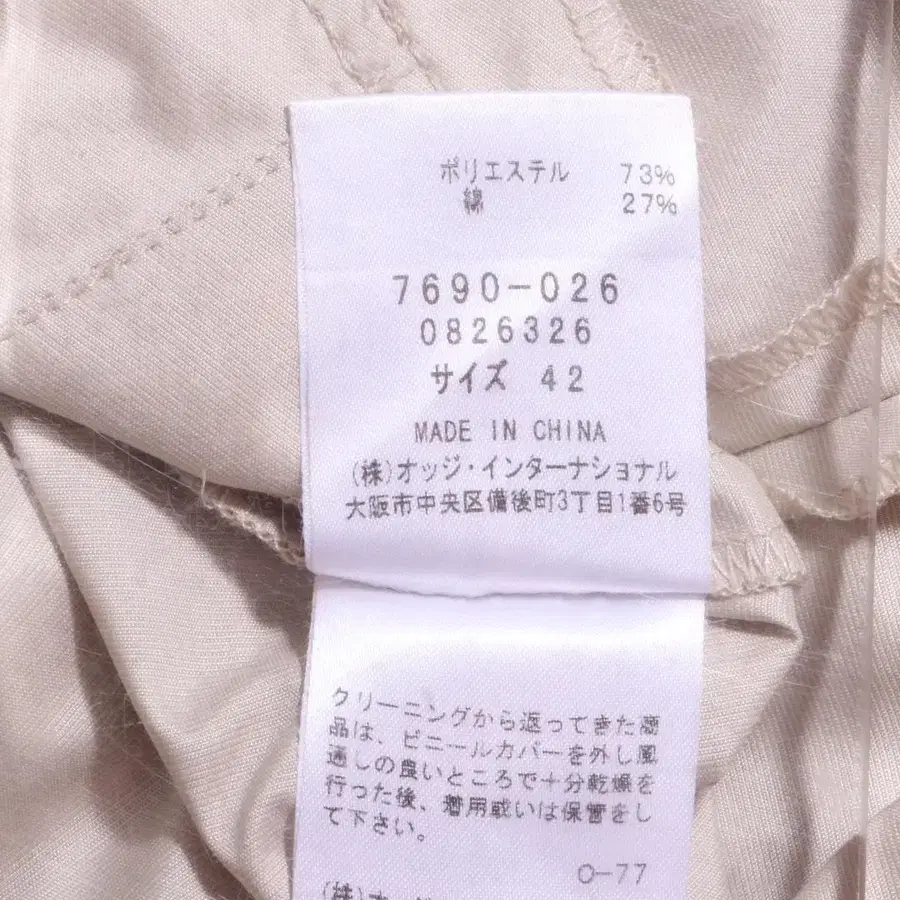 ポリエステル 73%
綿 27%
7690-026
0826326
サイズ 42
MADE IN CHINA
(株)オッジ・インターナショナル
大阪市中央区備後町3丁目1番6号
クリーニングから返ってきた商
品は、ビニールカバーを外し風
通しの良いところで十分乾燥を
行った後、着用或いは保管をし
て下さい。
O-77
(株)オッジ